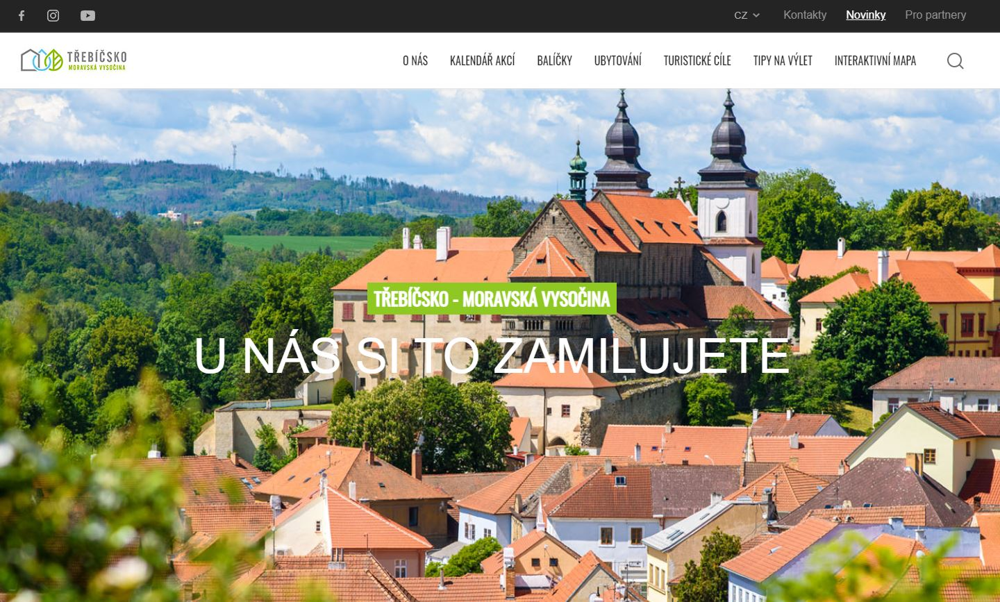 CZ
Kontakty
Novinky
Pro partnery
TŘEBÍČSKO
MORAVSKÁ VYSOČINA
O NÁS
KALENDÁŘ AKCÍ
BALÍČKY
UBYTOVÁNÍ
TURISTICKÉ CÍLE
TIPY NA VÝLET
INTERAKTIVNÍ MAPA
TŘEBÍČSKO - MORAVSKÁ VYSOČINA
U NÁS SI TO ZAMILUJETE